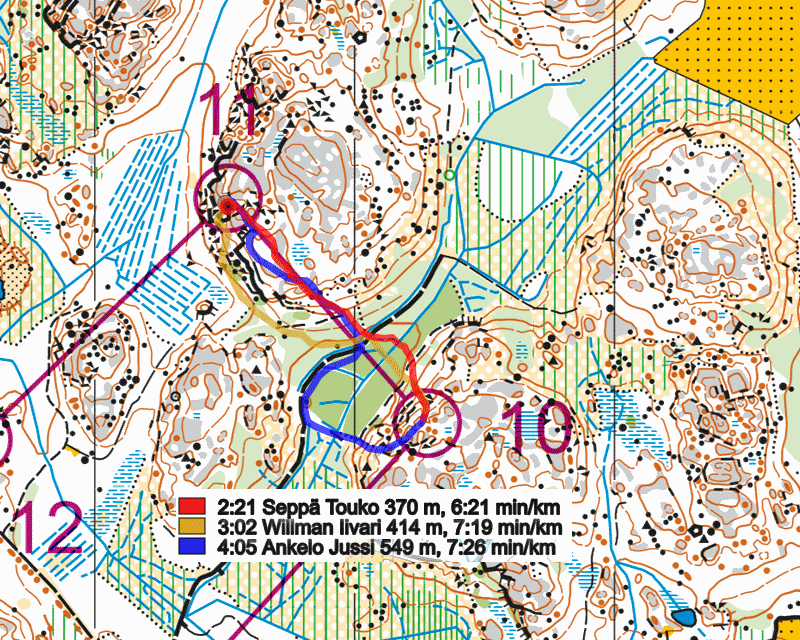 11
10
12
2:21 Seppä Touko 370 m, 6:21 min/km
3:02 Willman Iivari 414 m, 7:19 min/km
4:05 Ankelo Jussi 549 m, 7:26 min/km